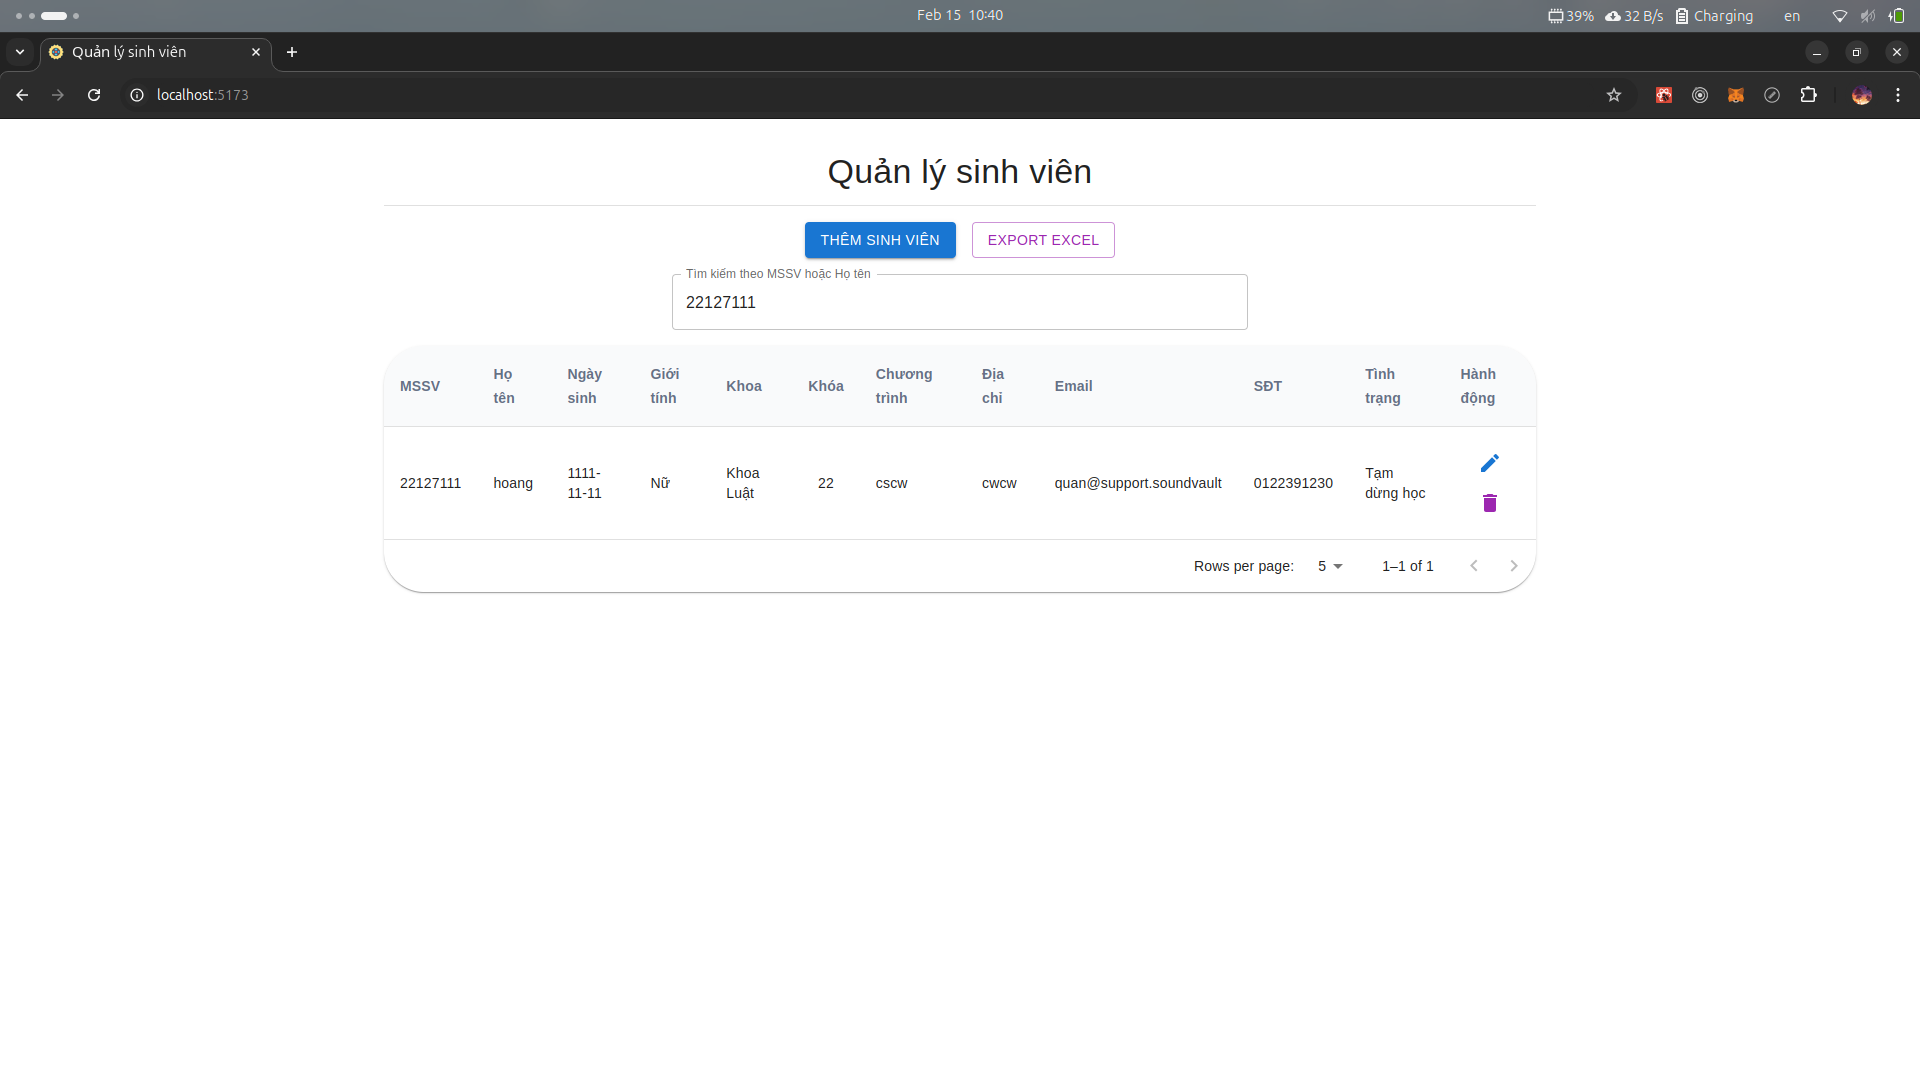 Feb 15 10:40
39% 32 B/s Charging en
Quản lý sinh viên
localhost:5173
Quản lý sinh viên
THÊM SINH VIÊN EXPORT EXCEL
Tìm kiếm theo MSSV hoặc Họ tên
22127111
MSSV Họ tên Ngày sinh Giới tính Khoa Khóa Chương trình Địa chỉ Email SĐT Tình trạng Hành động
22127111 hoang 1111-11-11 Nữ Khoa Luật 22 cscw cwcw quan@support.soundvault 0122391230 Tạm dừng học
Rows per page: 5 1–1 of 1